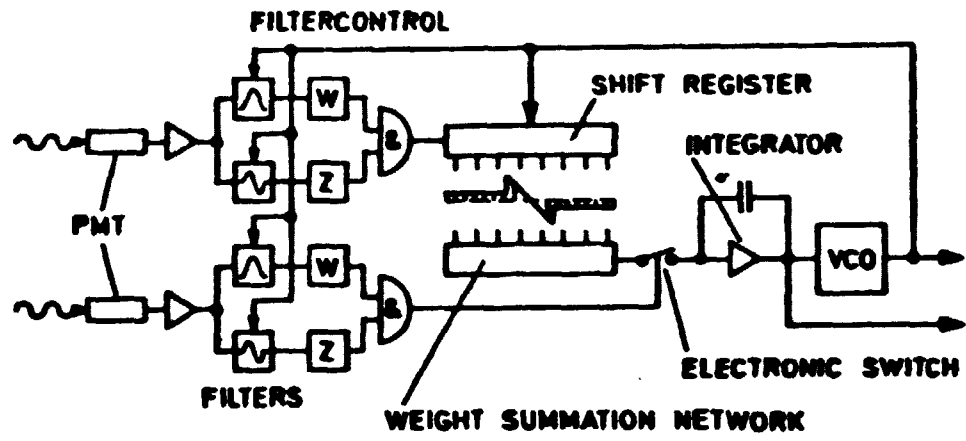 FILTERCONTROL
SHIFT REGISTER
W
&
INTEGRATOR
Z
PMT
W
VCO
&
Z
ELECTRONIC SWITCH
FILTERS
WEIGHT SUMMATION NETWORK